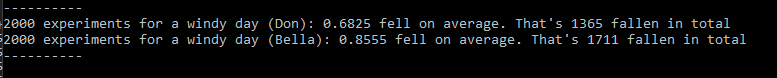 ----------
2000 experiments for a windy day (Don): 0.6825 fell on average. That's 1365 fallen in total
2000 experiments for a windy day (Bella): 0.8555 fell on average. That's 1711 fallen in total
----------